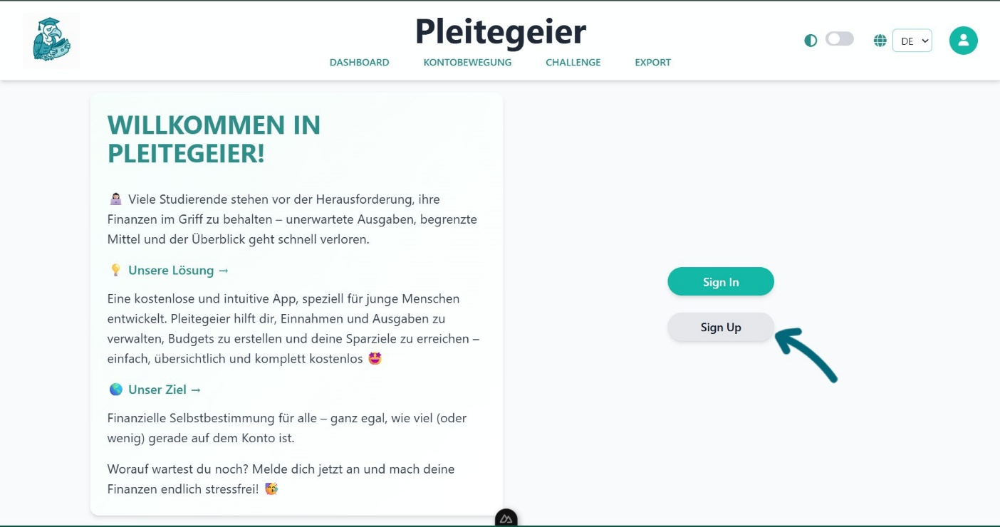 Pleitegeier
DASHBOARD KONTOBEWEGUNG CHALLENGE EXPORT
DE
WILLKOMMEN IN
PLEITEGEIER!
👩🏻‍💻 Viele Studierende stehen vor der Herausforderung, ihre
Finanzen im Griff zu behalten – unerwartete Ausgaben, begrenzte
Mittel und der Überblick geht schnell verloren.
💡 Unsere Lösung →
Eine kostenlose und intuitive App, speziell für junge Menschen
entwickelt. Pleitegeier hilft dir, Einnahmen und Ausgaben zu
verwalten, Budgets zu erstellen und deine Sparziele zu erreichen –
einfach, übersichtlich und komplett kostenlos 🤩
🌎 Unser Ziel →
Finanzielle Selbstbestimmung für alle – ganz egal, wie viel (oder
wenig) gerade auf dem Konto ist.
Worauf wartest du noch? Melde dich jetzt an und mach deine
Finanzen endlich stressfrei! 🥳
Sign In
Sign Up